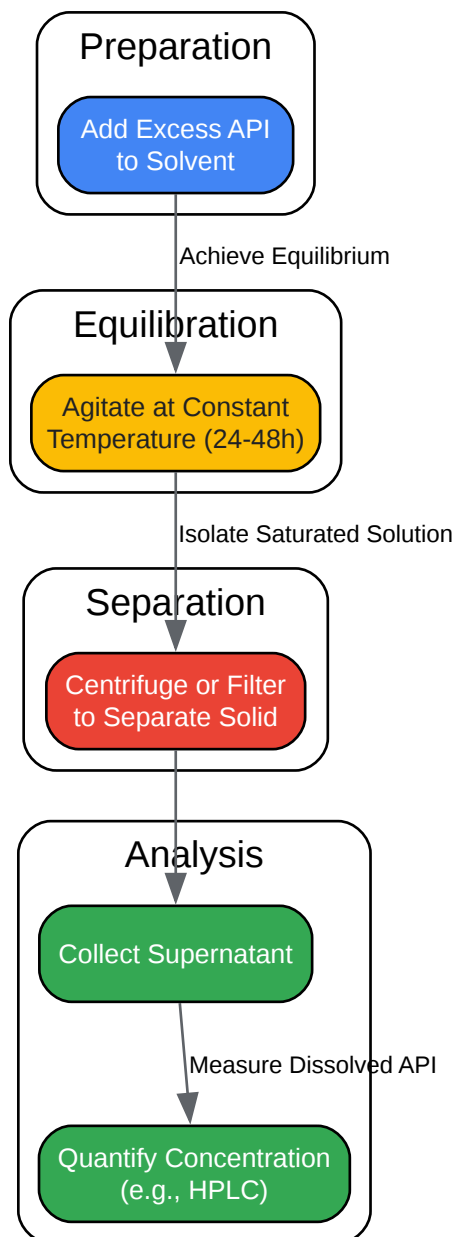 Preparation
Add Excess API
to Solvent
Achieve Equilibrium
Equilibration
Agitate at Constant
Temperature (24-48h)
Isolate Saturated Solution
Separation
Centrifuge or Filter
to Separate Solid
Analysis
Collect Supernatant
Measure Dissolved API
Quantify Concentration
(e.g., HPLC)